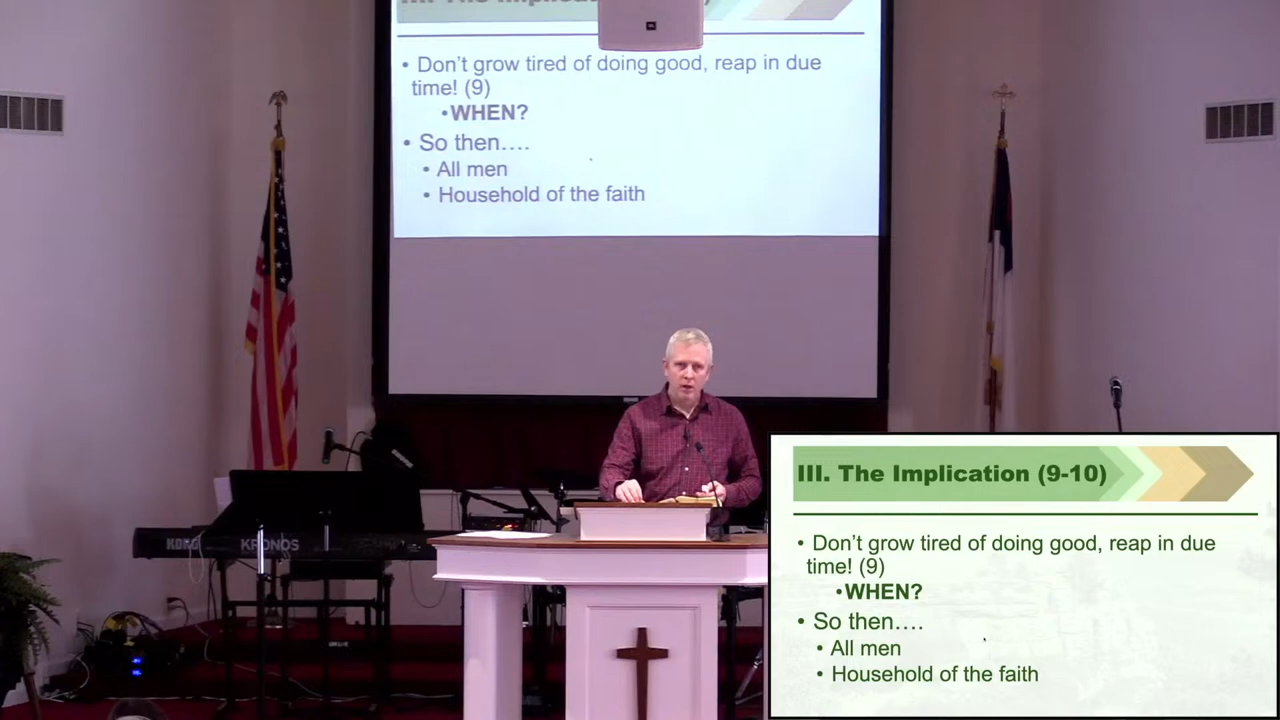 • Don't grow tired of doing good, reap in due
time! (9)
•WHEN?
• So then....
• All men
• Household of the faith
JBL
KORG
KRONOS
III. The Implication (9-10)
• Don't grow tired of doing good, reap in due
time! (9)
•WHEN?
• So then....
• All men
• Household of the faith